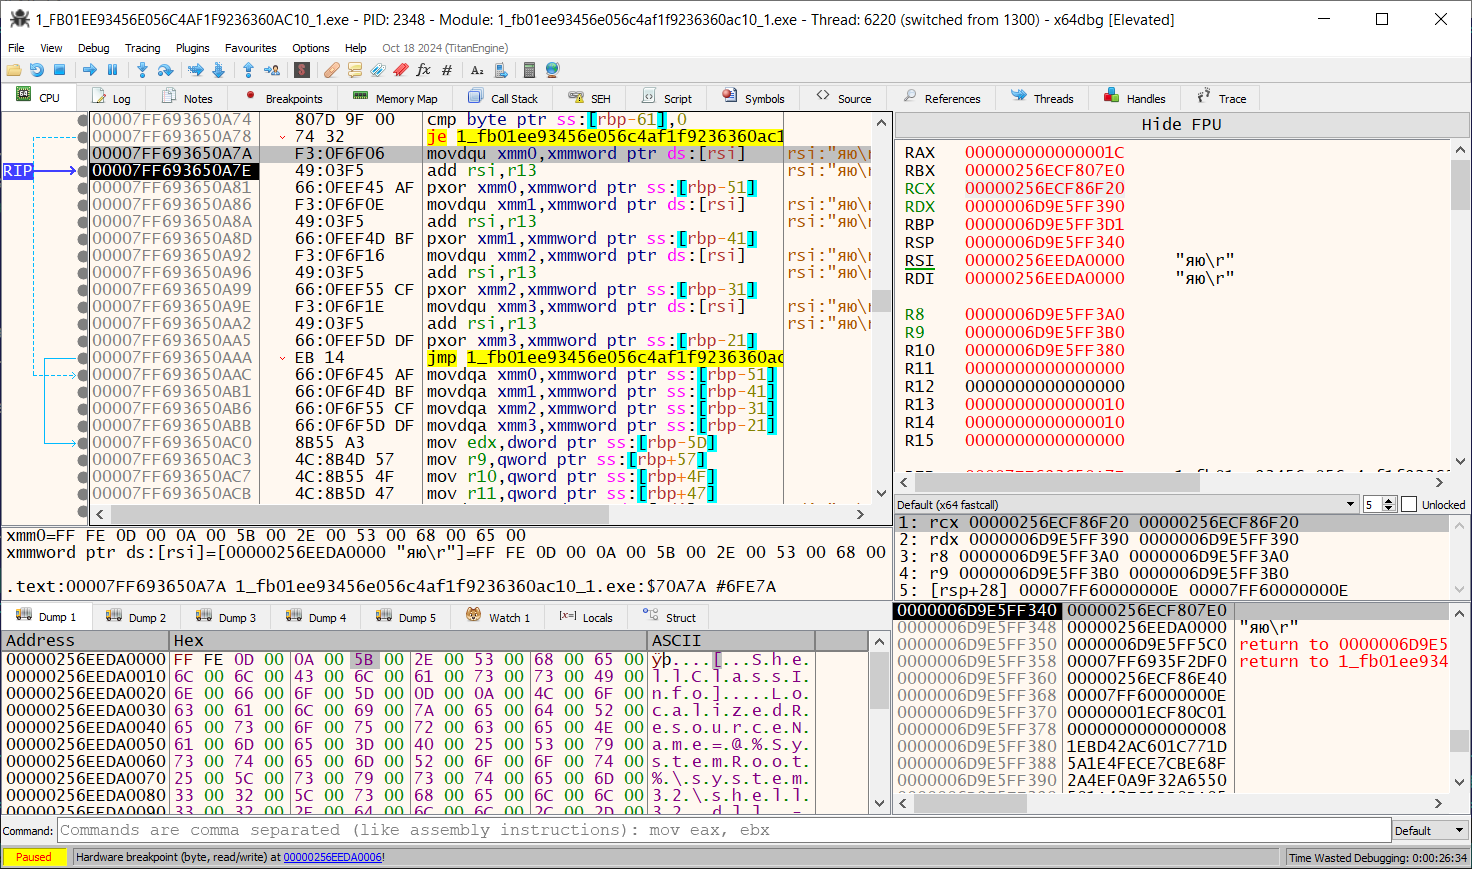 1_FB01EE93456E056C4AF1F9236360AC10_1.exe - PID: 2348 - Module: 1_fb01ee93456e056c4af1f9236360ac10_1.exe - Thread: 6220 (switched from 1300) - x64dbg [Elevated]
File View Debug Tracing Plugins Favourites Options Help Oct 18 2024 (TitanEngine)
CPU Log Notes Breakpoints Memory Map Call Stack SEH Script Symbols Source References Threads Handles Trace
00007FF693650A74 807D 9F 00 cmp byte ptr ss:[rbp-61],0
00007FF693650A78 74 32 je 1_fb01ee93456e056c4af1f9236360ac1
00007FF693650A7A F3:0F6F06 movdqu xmm0,xmmword ptr ds:[rsi] rsi:"яю\r
RIP 00007FF693650A7E 49:03F5 add rsi,r13 rsi:"яю\r
00007FF693650A81 66:0FEF45 AF pxor xmm0,xmmword ptr ss:[rbp-51]
00007FF693650A86 F3:0F6F0E movdqu xmm1,xmmword ptr ds:[rsi] rsi:"яю\r
00007FF693650A8A 49:03F5 add rsi,r13 rsi:"яю\r
00007FF693650A8D 66:0FEF4D BF pxor xmm1,xmmword ptr ss:[rbp-41]
00007FF693650A92 F3:0F6F16 movdqu xmm2,xmmword ptr ds:[rsi] rsi:"яю\r
00007FF693650A96 49:03F5 add rsi,r13 rsi:"яю\r
00007FF693650A99 66:0FEF55 CF pxor xmm2,xmmword ptr ss:[rbp-31]
00007FF693650A9E F3:0F6F1E movdqu xmm3,xmmword ptr ds:[rsi] rsi:"яю\r
00007FF693650AA2 49:03F5 add rsi,r13 rsi:"яю\r
00007FF693650AA5 66:0FEF5D DF pxor xmm3,xmmword ptr ss:[rbp-21]
00007FF693650AAA EB 14 jmp 1_fb01ee93456e056c4af1f9236360ac
00007FF693650AAC 66:0F6F45 AF movdqa xmm0,xmmword ptr ss:[rbp-51]
00007FF693650AB1 66:0F6F4D BF movdqa xmm1,xmmword ptr ss:[rbp-41]
00007FF693650AB6 66:0F6F55 CF movdqa xmm2,xmmword ptr ss:[rbp-31]
00007FF693650ABB 66:0F6F5D DF movdqa xmm3,xmmword ptr ss:[rbp-21]
00007FF693650AC0 8B55 A3 mov edx,dword ptr ss:[rbp-5D]
00007FF693650AC3 4C:8B4D 57 mov r9,qword ptr ss:[rbp+57]
00007FF693650AC7 4C:8B55 4F mov r10,qword ptr ss:[rbp+4F]
00007FF693650ACB 4C:8B5D 47 mov r11,qword ptr ss:[rbp+47]
Hide FPU
RAX 000000000000001C
RBX 00000256ECF807E0
RCX 00000256ECF86F20
RDX 0000006D9E5FF390
RBP 0000006D9E5FF3D1
RSP 0000006D9E5FF340
RSI 00000256EEDA0000 "яю\r"
RDI 00000256EEDA0000 "яю\r"
R8 0000006D9E5FF3A0
R9 0000006D9E5FF3B0
R10 0000006D9E5FF380
R11 0000000000000000
R12 0000000000000000
R13 0000000000000010
R14 0000000000000010
R15 0000000000000000
Default (x64 fastcall) 5 Unlocked
1: rcx 00000256ECF86F20 00000256ECF86F20
2: rdx 0000006D9E5FF390 0000006D9E5FF390
3: r8 0000006D9E5FF3A0 0000006D9E5FF3A0
4: r9 0000006D9E5FF3B0 0000006D9E5FF3B0
5: [rsp+28] 00007FF60000000E 00007FF60000000E
xmm0=FF FE 0D 00 0A 00 5B 00 2E 00 53 00 68 00 65 00
xmmword ptr ds:[rsi]=[00000256EEDA0000 "яю\r"]=FF FE 0D 00 0A 00 5B 00 2E 00 53 00 68 00
.text:00007FF693650A7A 1_fb01ee93456e056c4af1f9236360ac10_1.exe:$70A7A #6FE7A
Dump 1 Dump 2 Dump 3 Dump 4 Dump 5 Watch 1 Locals Struct
Address Hex ASCII
00000256EEDA0000 FF FE 0D 00 0A 00 5B 00 2E 00 53 00 68 00 65 00 ÿþ....[...S.h.e.
00000256EEDA0010 6C 00 6C 00 43 00 6C 00 61 00 73 00 73 00 49 00 l.l.C.l.a.s.s.I.
00000256EEDA0020 6E 00 66 00 6F 00 5D 00 0D 00 0A 00 4C 00 6F 00 n.f.o.].....L.o.
00000256EEDA0030 63 00 61 00 6C 00 69 00 7A 00 65 00 64 00 52 00 c.a.l.i.z.e.d.R.
00000256EEDA0040 65 00 73 00 6F 00 75 00 72 00 63 00 65 00 4E 00 e.s.o.u.r.c.e.N.
00000256EEDA0050 61 00 6D 00 65 00 3D 00 40 00 25 00 53 00 79 00 a.m.e.=.@.%.S.y.
00000256EEDA0060 73 00 74 00 65 00 6D 00 52 00 6F 00 6F 00 74 00 s.t.e.m.R.o.o.t.
00000256EEDA0070 25 00 5C 00 73 00 79 00 73 00 74 00 65 00 6D 00 %.\.s.y.s.t.e.m.
00000256EEDA0080 33 00 32 00 5C 00 73 00 68 00 65 00 6C 00 6C 00 3.2.\.s.h.e.l.l.
0000006D9E5FF340 00000256ECF807E0
0000006D9E5FF348 00000256EEDA0000 "яю\r"
0000006D9E5FF350 0000006D9E5FF5C0 return to 0000006D9E5
0000006D9E5FF358 00007FF6935F2DF0 return to 1_fb01ee934
0000006D9E5FF360 00000256ECF86E40
0000006D9E5FF368 00007FF60000000E
0000006D9E5FF370 00000001ECF80C01
0000006D9E5FF378 0000000000000008
0000006D9E5FF380 1EBD42AC601C771D
0000006D9E5FF388 5A1E4FECE7CBE68F
0000006D9E5FF390 2A4EF0A9F32A6550
Command: Commands are comma separated (like assembly instructions): mov eax, ebx Default
Paused Hardware breakpoint (byte, read/write) at 00000256EEDA0006! Time Wasted Debugging: 0:00:26:34